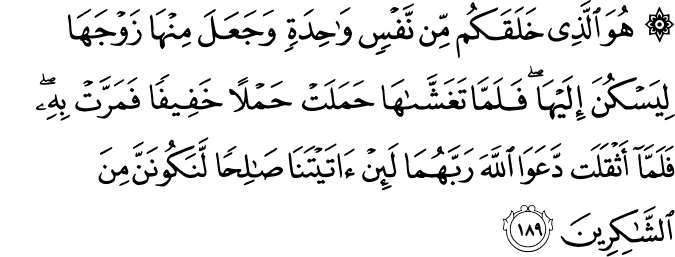 ۞ هُوَ ٱلَّذِى خَلَقَكُم مِّن نَّفْسٍ وَٰحِدَةٍ وَجَعَلَ مِنْهَا زَوْجَهَا
لِيَسْكُنَ إِلَيْهَا ۖ فَلَمَّا تَغَشَّىٰهَا حَمَلَتْ حَمْلًا خَفِيفًا فَمَرَّتْ بِهِۦ ۖ
فَلَمَّآ أَثْقَلَت دَّعَوَا ٱللَّهَ رَبَّهُمَا لَئِنْ ءَاتَيْتَنَا صَـٰلِحًا لَّنَكُونَنَّ مِنَ
ٱلشَّـٰكِرِينَ ١٨٩